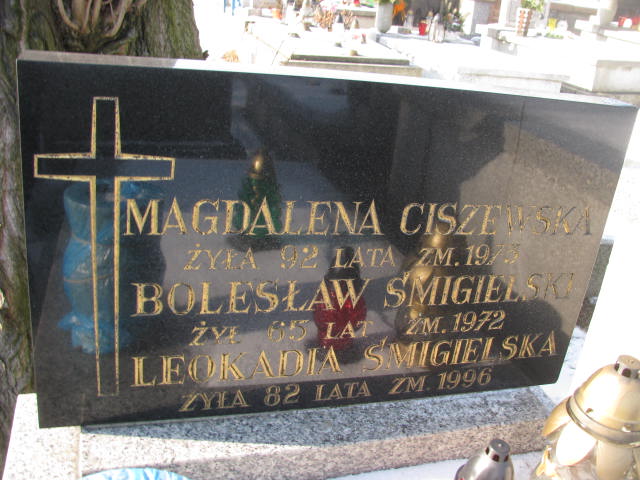 MAGDALENA CISZEWSKA
ŻYŁA 92 LATA ZM. 1975
BOLESŁAW ŚMIGIELSKI
ŻYŁ 65 LAT ZM. 1972
LEOKADIA ŚMIGIELSKA
ŻYŁA 82 LATA ZM. 1996